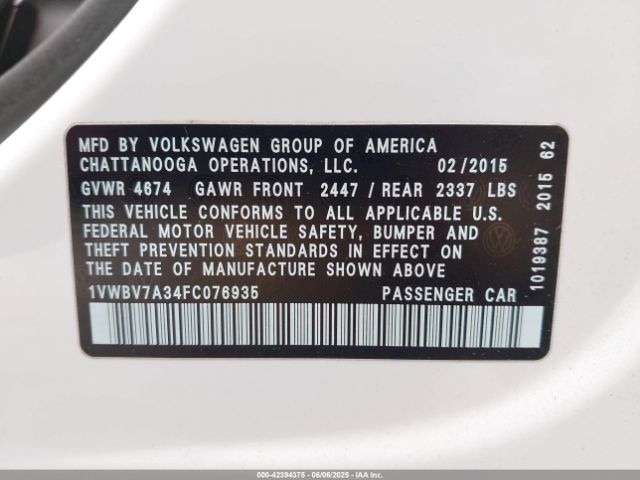 MFD BY VOLKSWAGEN GROUP OF AMERICA
CHATTANOOGA OPERATIONS, LLC. 02/2015
GVWR 4674 GAWR FRONT 2447 / REAR 2337 LBS
THIS VEHICLE CONFORMS TO ALL APPLICABLE U.S.
FEDERAL MOTOR VEHICLE SAFETY, BUMPER AND
THEFT PREVENTION STANDARDS IN EFFECT ON
THE DATE OF MANUFACTURE SHOWN ABOVE
1VWBV7A34FC076935 PASSENGER CAR
1019387 2015 62
000-42394375 - 06/06/2025 - IAAI.COM